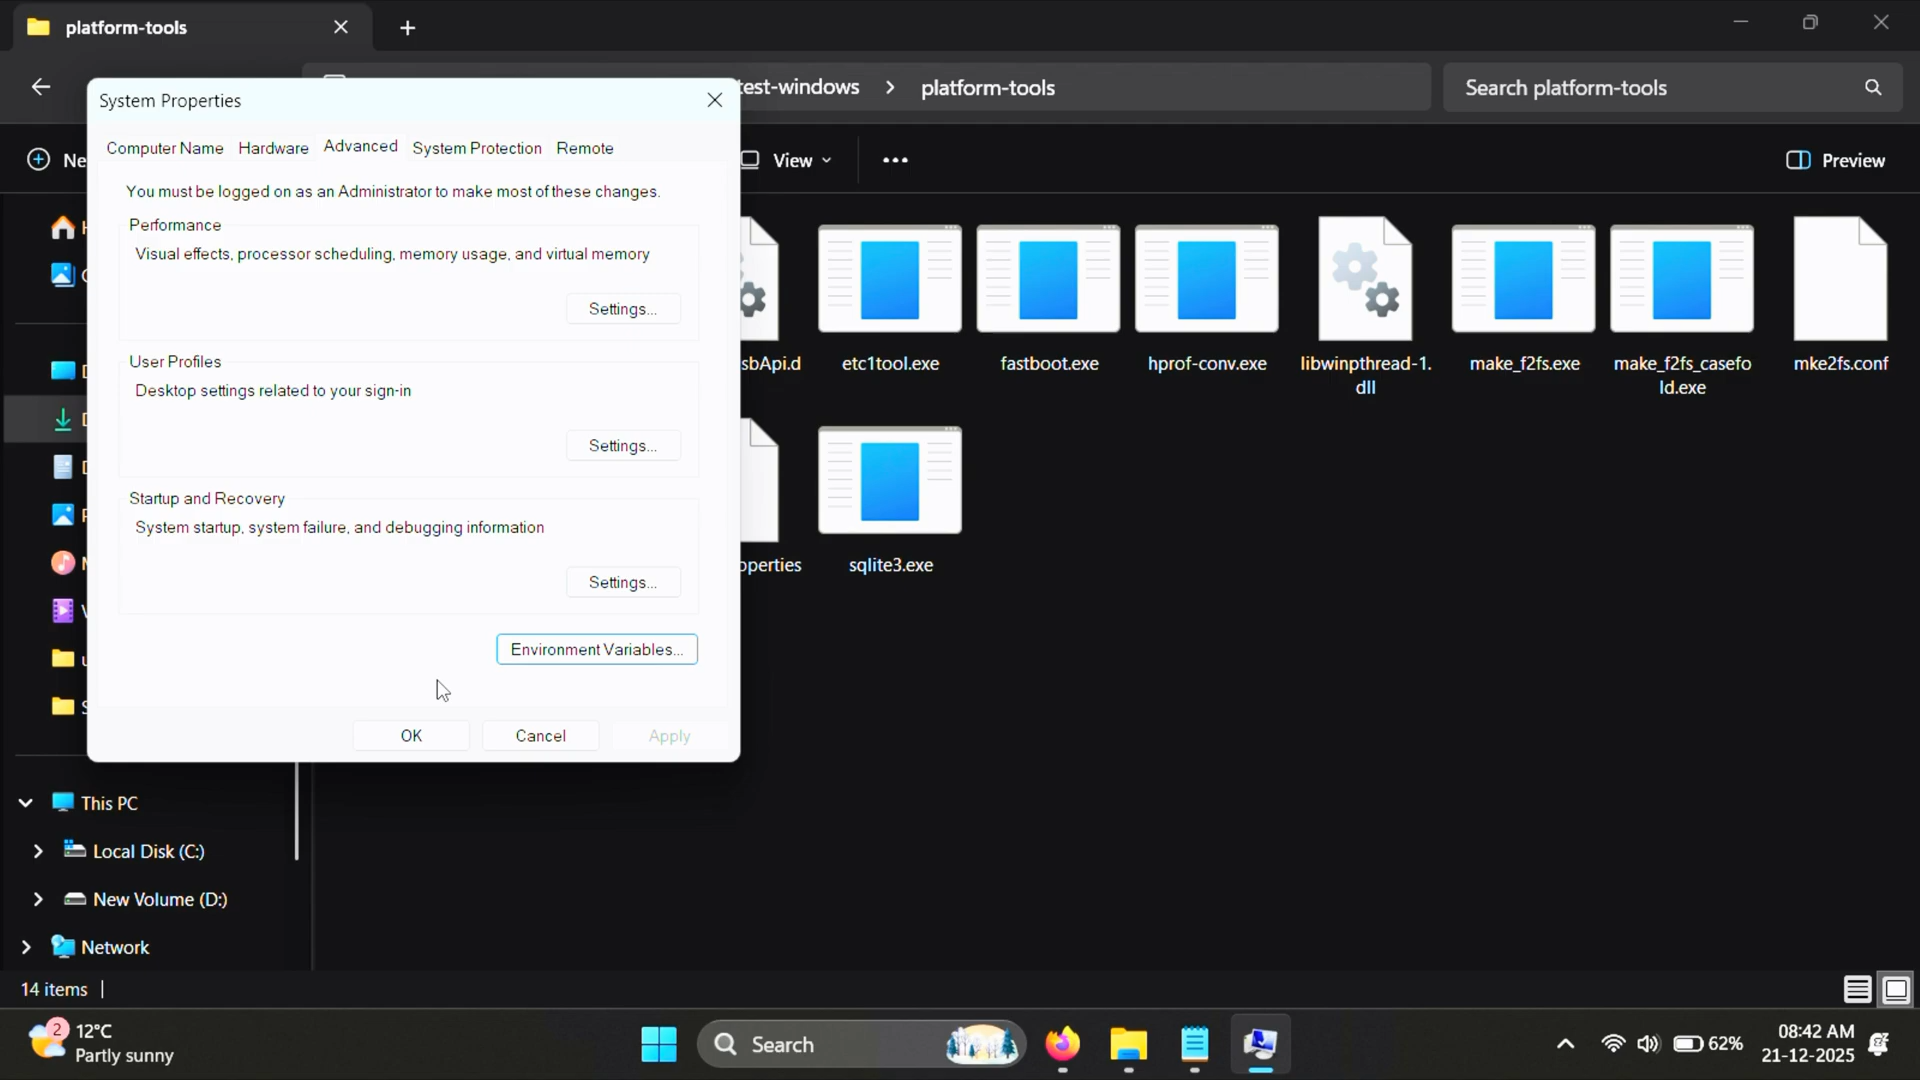 platform-tools
System Properties
test-windows > platform-tools
Search platform-tools
Computer Name Hardware Advanced System Protection Remote
View
Preview
You must be logged on as an Administrator to make most of these changes.
Performance
Visual effects, processor scheduling, memory usage, and virtual memory
Settings...
User Profiles
Desktop settings related to your sign-in
Settings...
Startup and Recovery
System startup, system failure, and debugging information
Settings...
Environment Variables...
OK Cancel Apply
sbApi.d
etc1tool.exe
fastboot.exe
hprof-conv.exe
libwinpthread-1.
dll
make_f2fs.exe
make_f2fs_casefo
ld.exe
mke2fs.conf
operties
sqlite3.exe
This PC
Local Disk (C:)
New Volume (D:)
Network
14 items
2
12°C
Partly sunny
Search
62%
08:42 AM
21-12-2025